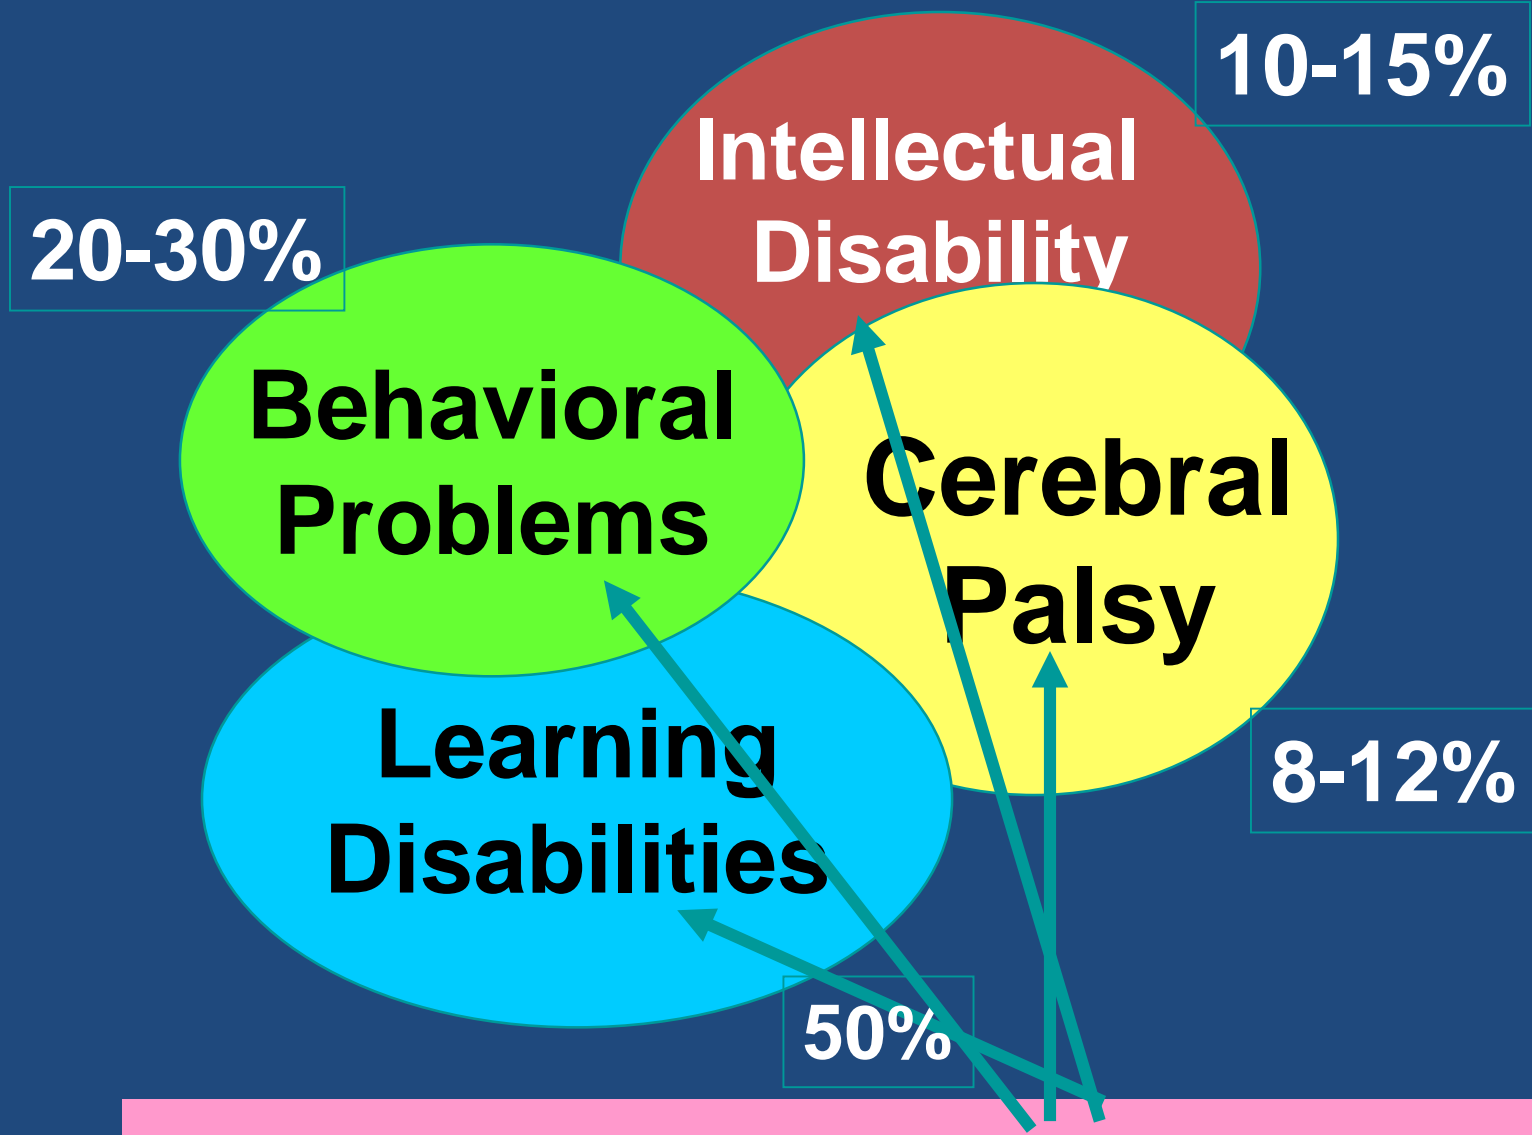 10-15%
Intellectual
Disability
20-30%
Behavioral
Problems
Cerebral
Palsy
Learning
Disabilities
8-12%
50%